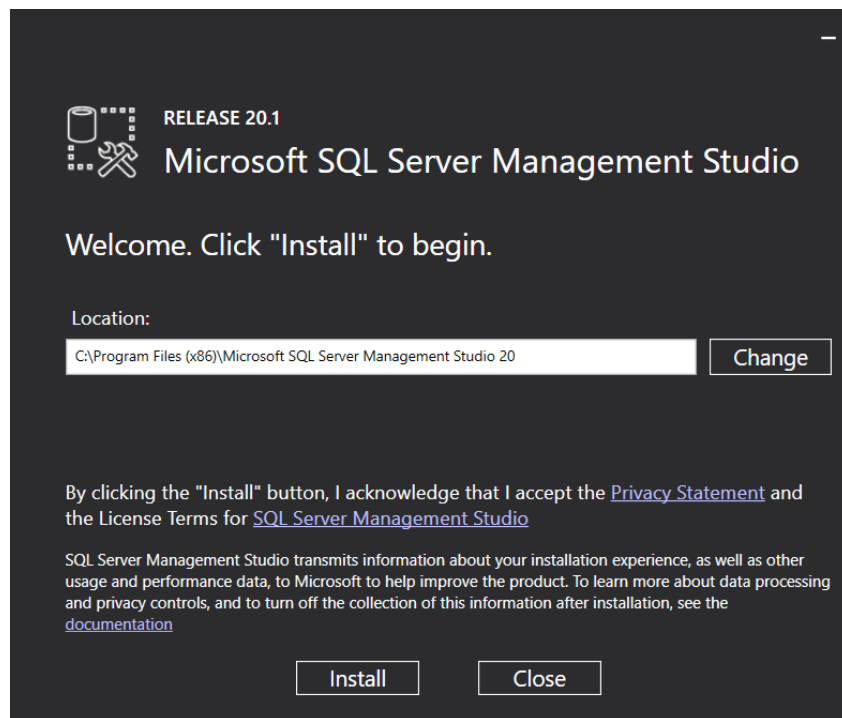 RELEASE 20.1
Microsoft SQL Server Management Studio
Welcome. Click "Install" to begin.
Location:
C:\Program Files (x86)\Microsoft SQL Server Management Studio 20
Change
By clicking the "Install" button, I acknowledge that I accept the Privacy Statement and
the License Terms for SQL Server Management Studio
SQL Server Management Studio transmits information about your installation experience, as well as other
usage and performance data, to Microsoft to help improve the product. To learn more about data processing
and privacy controls, and to turn off the collection of this information after installation, see the
documentation
Install
Close